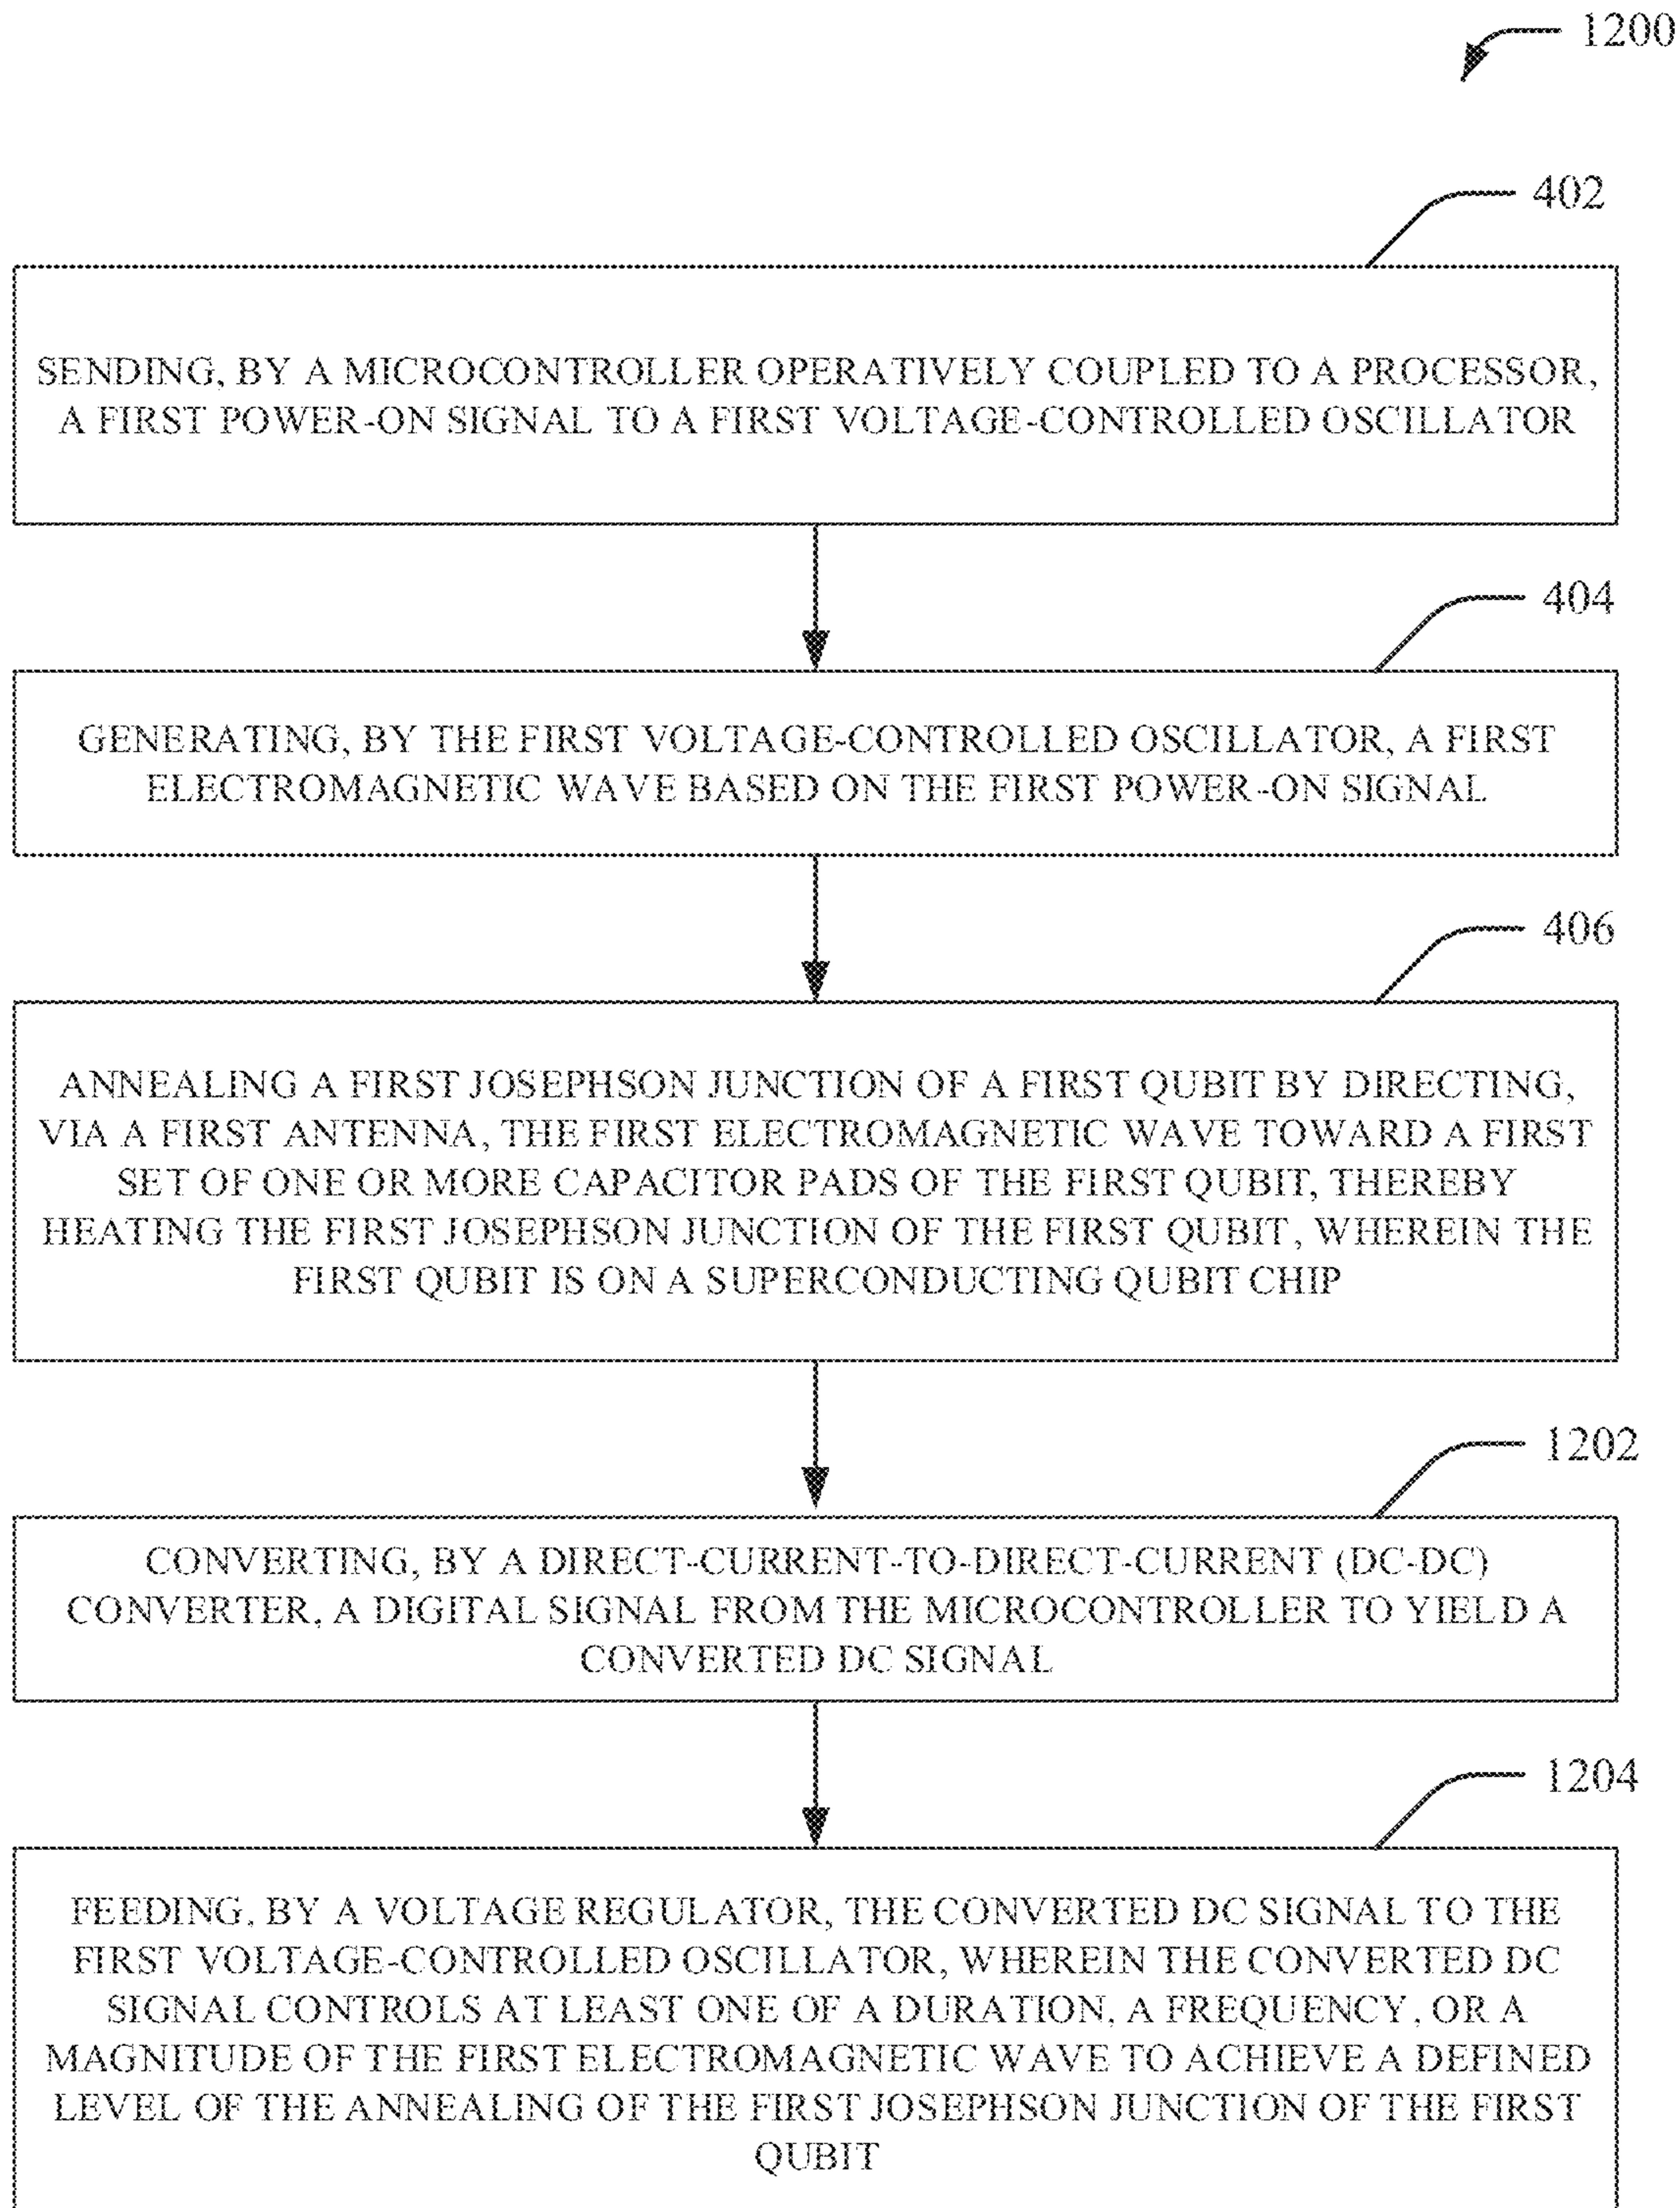 1200
402
SENDING, BY A MICROCONTROLLER OPERATIVELY COUPLED TO A PROCESSOR,
A FIRST POWER-ON SIGNAL TO A FIRST VOLTAGE-CONTROLLED OSCILLATOR
404
GENERATING, BY THE FIRST VOLTAGE-CONTROLLED OSCILLATOR, A FIRST
ELECTROMAGNETIC WAVE BASED ON THE FIRST POWER-ON SIGNAL
406
ANNEALING A FIRST JOSEPHSON JUNCTION OF A FIRST QUBIT BY DIRECTING,
VIA A FIRST ANTENNA, THE FIRST ELECTROMAGNETIC WAVE TOWARD A FIRST
SET OF ONE OR MORE CAPACITOR PADS OF THE FIRST QUBIT, THEREBY
HEATING THE FIRST JOSEPHSON JUNCTION OF THE FIRST QUBIT, WHEREIN THE
FIRST QUBIT IS ON A SUPERCONDUCTING QUBIT CHIP
1202
CONVERTING, BY A DIRECT-CURRENT-TO-DIRECT-CURRENT (DC-DC)
CONVERTER, A DIGITAL SIGNAL FROM THE MICROCONTROLLER TO YIELD A
CONVERTED DC SIGNAL
1204
FEEDING, BY A VOLTAGE REGULATOR, THE CONVERTED DC SIGNAL TO THE
FIRST VOLTAGE-CONTROLLED OSCILLATOR, WHEREIN THE CONVERTED DC
SIGNAL CONTROLS AT LEAST ONE OF A DURATION, A FREQUENCY, OR A
MAGNITUDE OF THE FIRST ELECTROMAGNETIC WAVE TO ACHIEVE A DEFINED
LEVEL OF THE ANNEALING OF THE FIRST JOSEPHSON JUNCTION OF THE FIRST
QUBIT